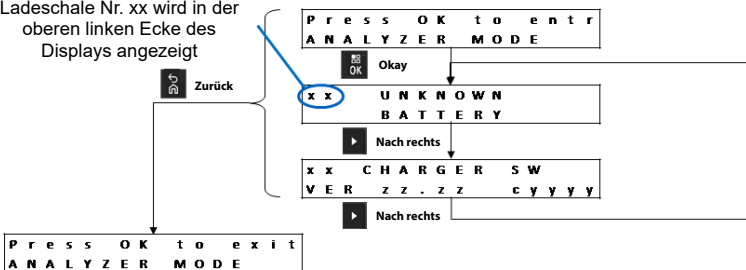 Ladeschale Nr. xx wird in der
oberen linken Ecke des
Displays angezeigt
Press OK to entr
ANALYZER MODE
OK
Okay
Zurück
xx UNKNOWN
BATTERY
Nach rechts
xx CHARGER SW
VER zz.zz cyyyy
Nach rechts
Press OK to exit
ANALYZER MODE